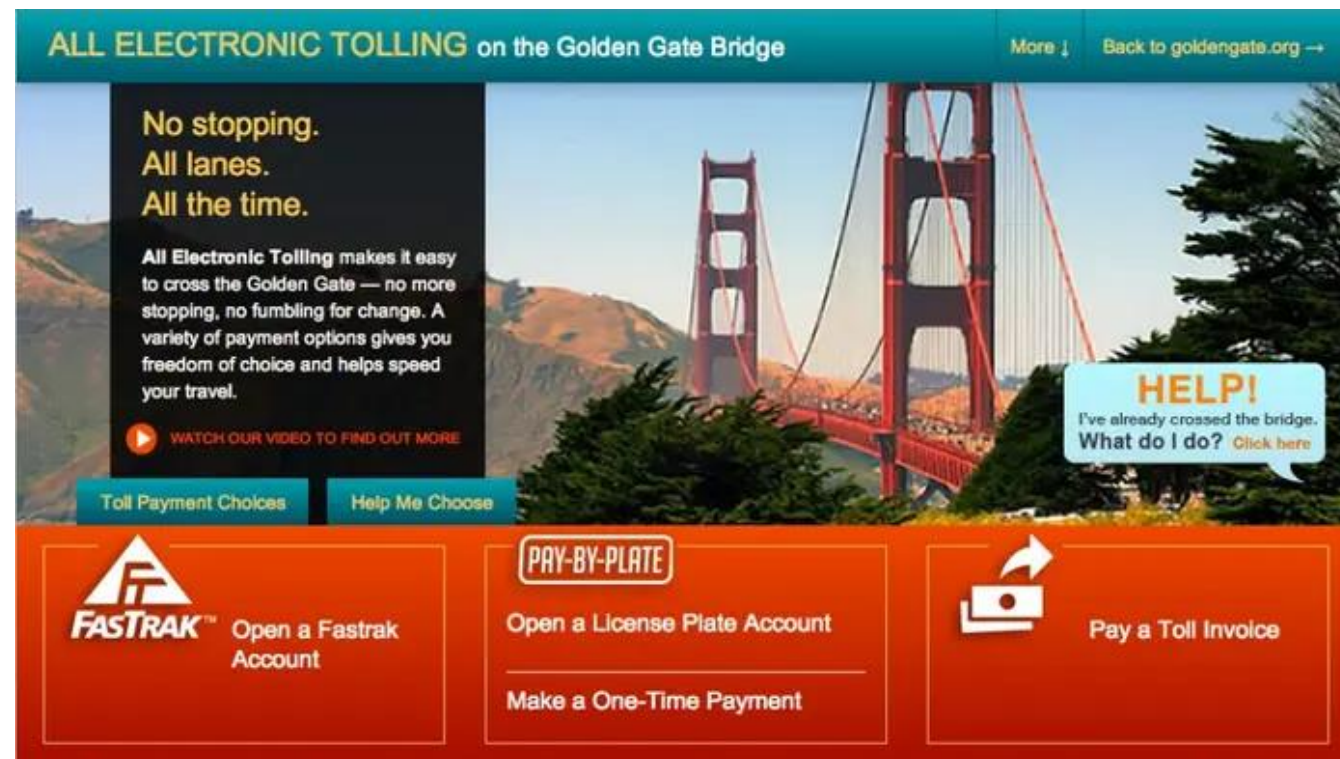 ALL ELECTRONIC TOLLING on the Golden Gate Bridge
More ↓
Back to goldengate.org →
No stopping.
All lanes.
All the time.
All Electronic Tolling makes it easy
to cross the Golden Gate — no more
stopping, no fumbling for change. A
variety of payment options gives you
freedom of choice and helps speed
your travel.
WATCH OUR VIDEO TO FIND OUT MORE
HELP!
I've already crossed the bridge.
What do I do? Click here
Toll Payment Choices
Help Me Choose
FASTRAK™
Open a Fastrak
Account
PAY-BY-PLATE
Open a License Plate Account
Make a One-Time Payment
Pay a Toll Invoice